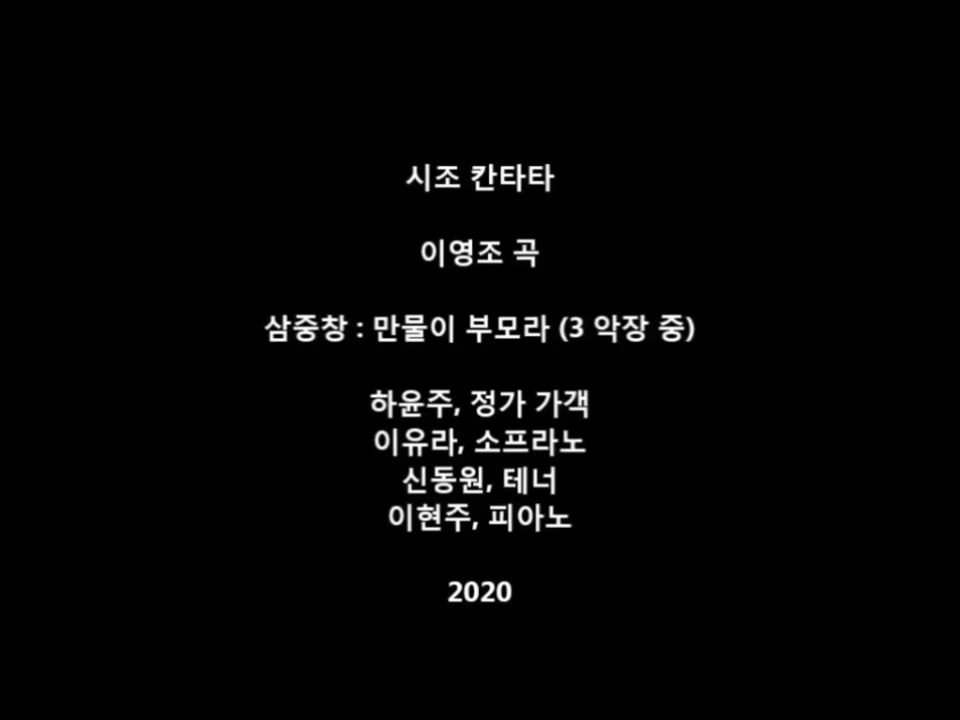 시조 칸타타
이영조 곡
삼중창 : 만물이 부모라 (3 악장 중)
하윤주, 정가 가객
이유라, 소프라노
신동원, 테너
이현주, 피아노
2020